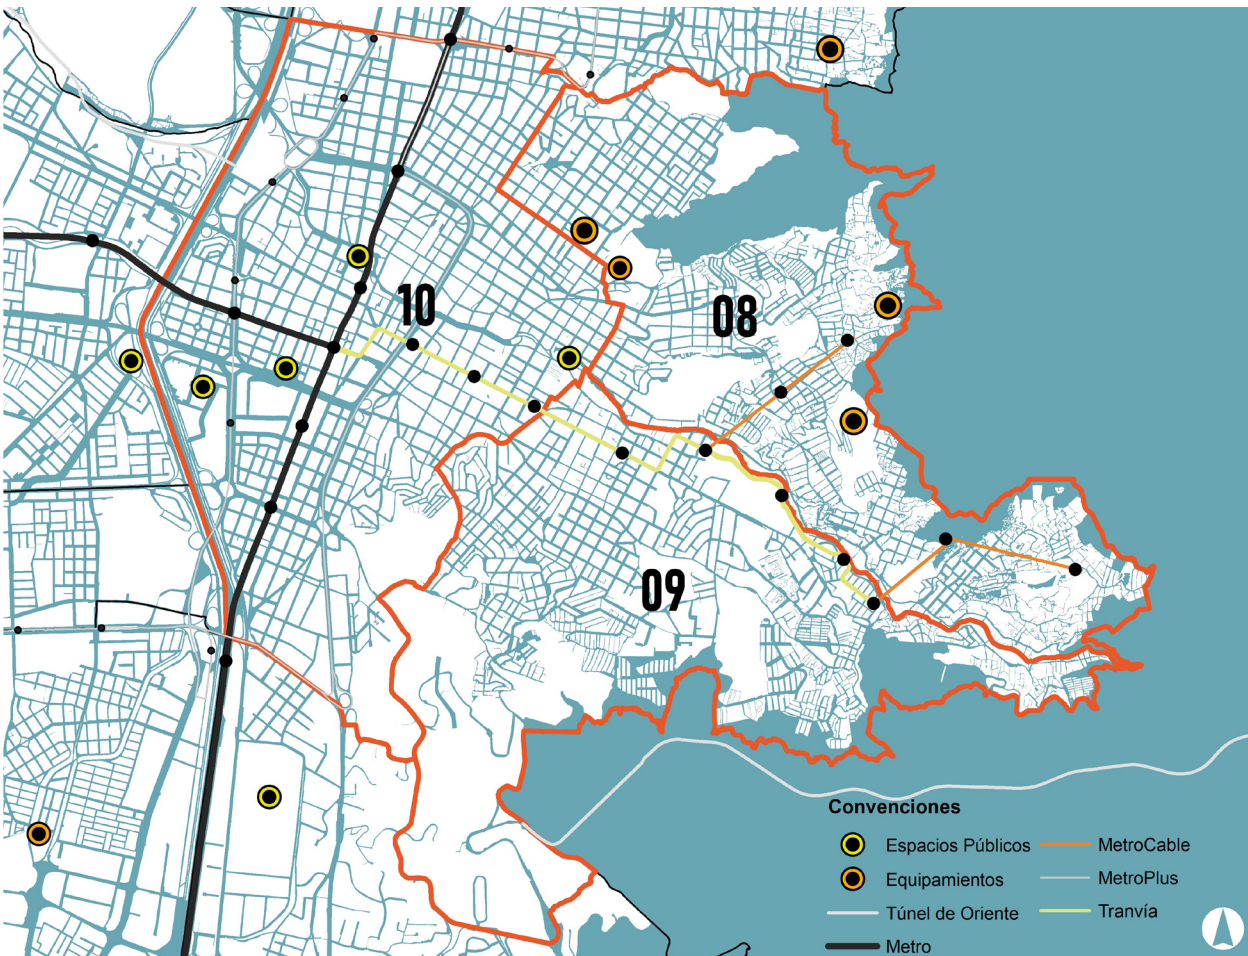 10
08
09
Convenciones
Espacios Públicos
MetroCable
Equipamientos
MetroPlus
Túnel de Oriente
Tranvía
Metro